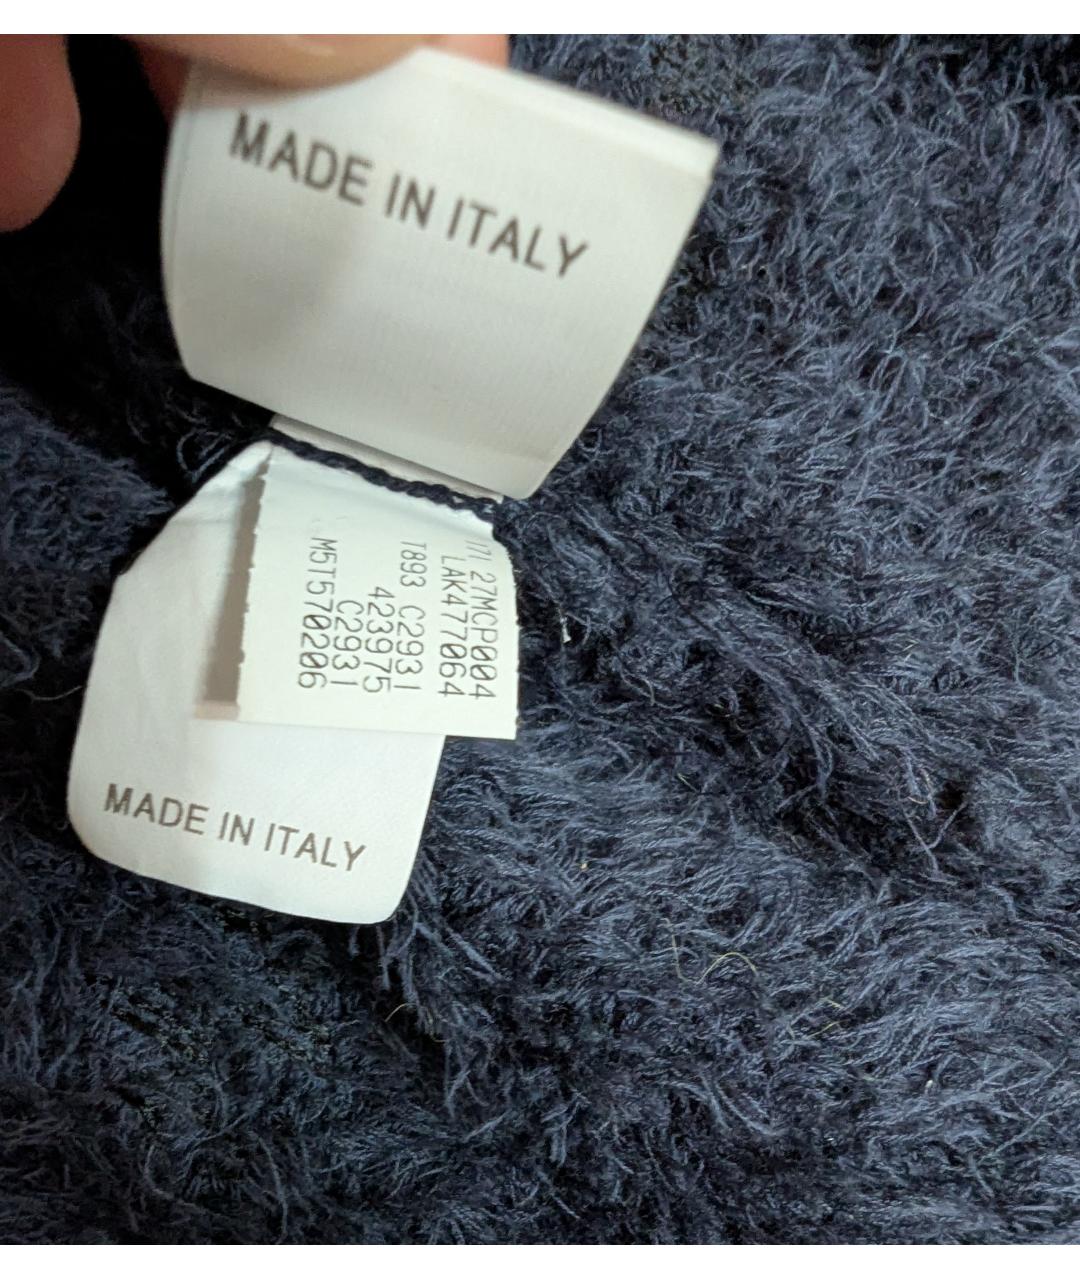 MADE IN ITALY
27MCP004
LAK477064
T893 C2931
423975
C2931
M5T570206
MADE IN ITALY